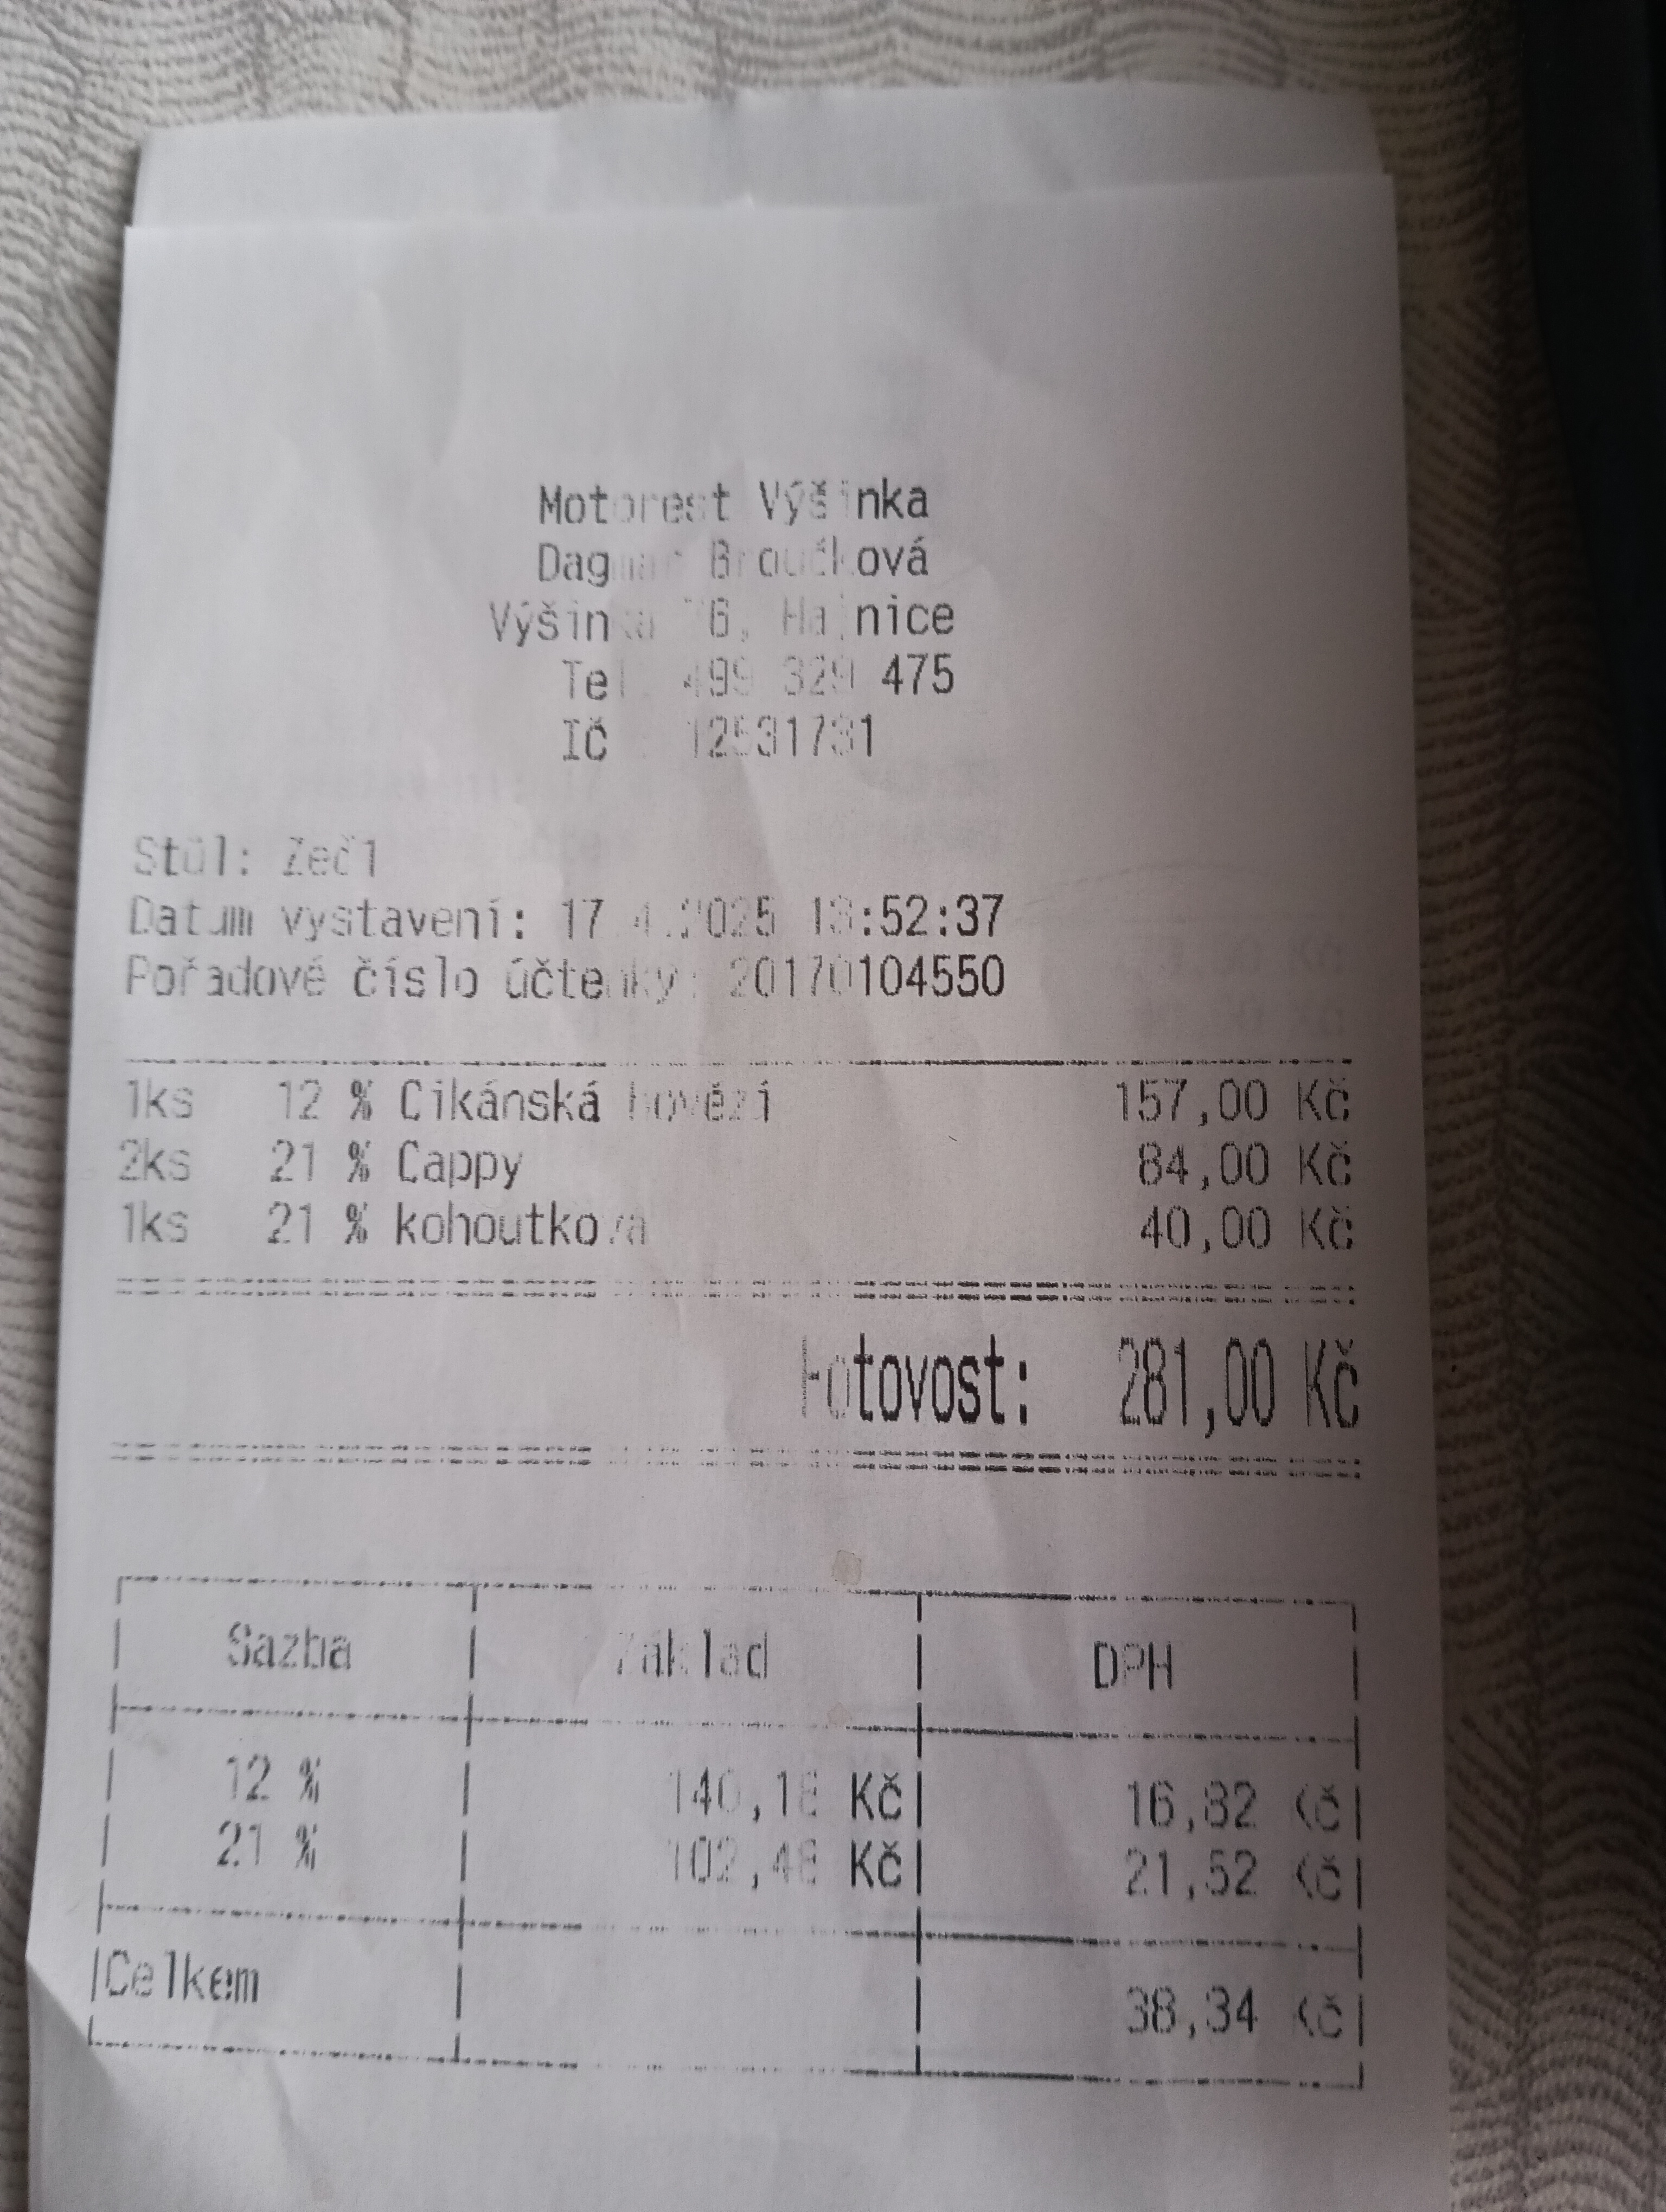 Motorest Výšinka
Dagmar Broučková
Výšinka 76, Hajnice
Tel. 499 329 475
IČ : 12531731
Stůl: Zeď1
Datum vystavení: 17.4.2025 13:52:37
Pořadové číslo účtenky: 20170104550
1ks 12 % Cikánská hovězí 157,00 Kč
2ks 21 % Cappy 84,00 Kč
1ks 21 % kohoutkova 40,00 Kč
Hotovost: 281,00 Kč
Sazba Základ DPH
12 % 140,18 Kč 16,82 Kč
21 % 102,48 Kč 21,52 Kč
Celkem 38,34 Kč